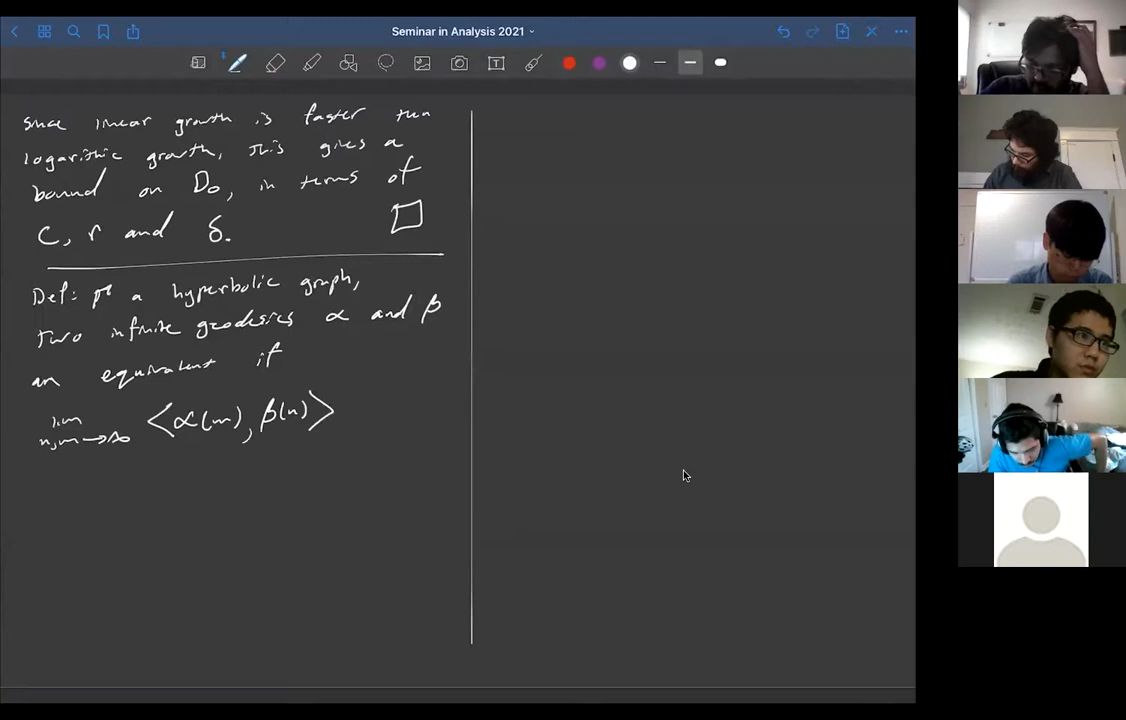 Seminar in Analysis 2021
since linear growth is faster than
logarithic growth, this gives a
bound on D₀, in terms of
C, r and δ. □
Def: a hyperbolic graph,
two infinite geodesics α and β
are equivalent if
lim n,m→∞ <α(m), β(n)>